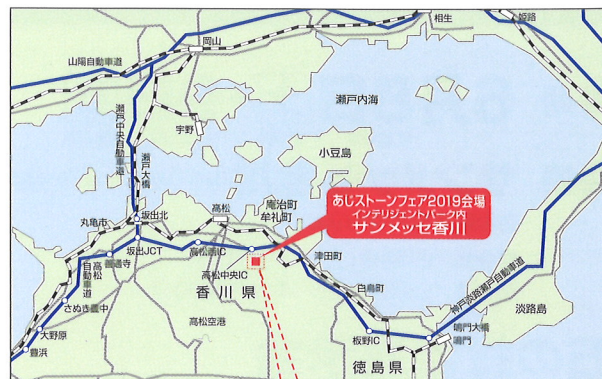 相生
姫路
岡山
山陽自動車道
瀬戸内海
宇野
瀬戸中央自動車道
瀬戸大橋
小豆島
あじストーンフェア2019会場
インテリジェントパーク内
サンメッセ香川
庵治町
牟礼町
高松
丸亀市
坂出北
坂出JCT
高松西IC
津田町
善通寺
高松自動車道
高松中央IC
香川県
白鳥町
神戸淡路瀬戸自動車道
さぬき豊中
高松空港
淡路島
大野原
鳴門大橋
鳴門
板野IC
豊浜
徳島県